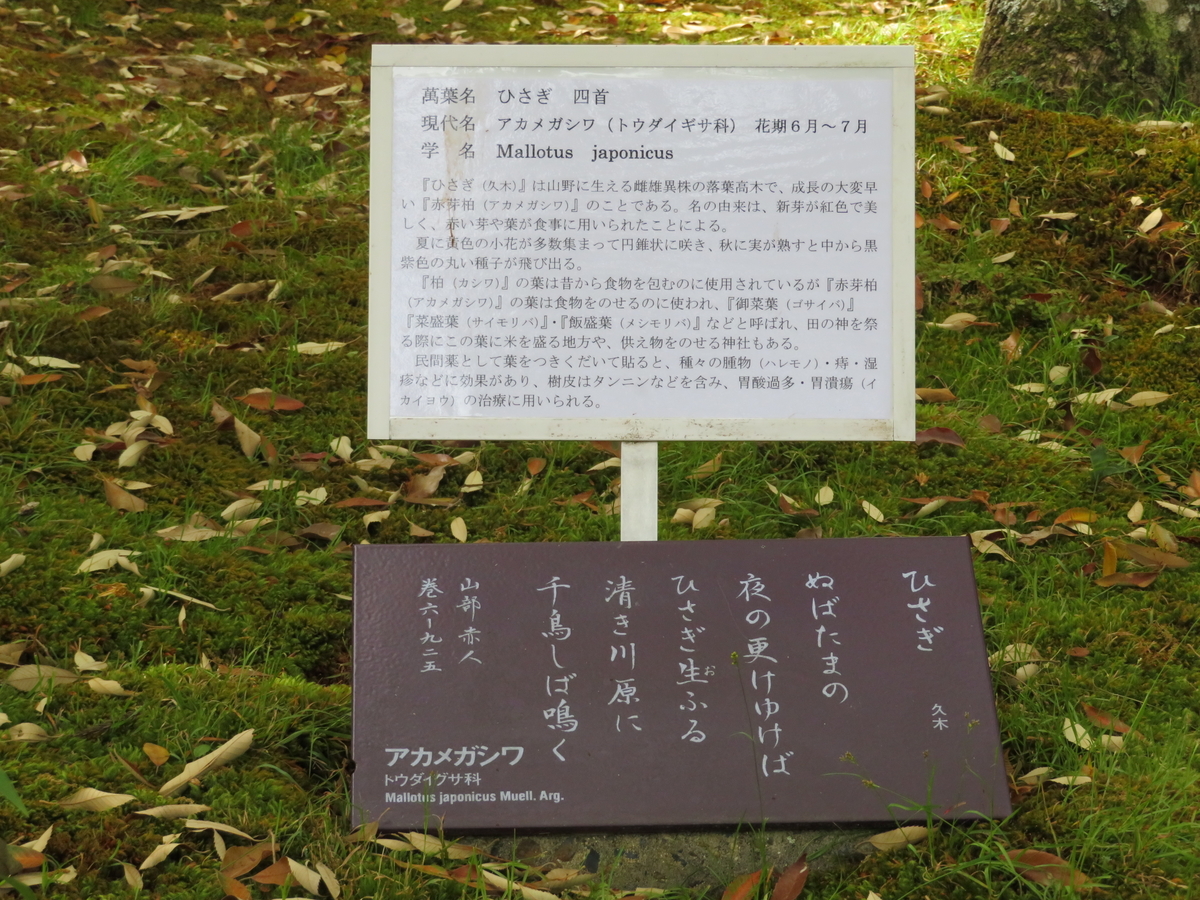 萬葉名 ひさぎ 四首
現代名 アカメガシワ(トウダイギサ科) 花期6月～7月
学 名 Mallotus japonicus
『ひさぎ(久木)』は山野に生える雌雄異株の落葉高木で、成長の大変早
い『赤芽柏(アカメガシワ)』のことである。名の由来は、新芽が紅色で美
しく、赤い芽や葉が食事に用いられたことによる。
夏に黄色の小花が多数集まって円錐状に咲き、秋に実が熟すと中から黒
紫色の丸い種子が飛び出る。
『柏(カシワ)』の葉は昔から食物を包むのに使用されているが『赤芽柏
(アカメガシワ)』の葉は食物をのせるのに使われ、『御菜葉(ゴサイバ)』
『菜盛葉(サイモリバ)』・『飯盛葉(メシモリバ)』などと呼ばれ、田の神を祭
る際にこの葉に米を盛る地方や、供え物をのせる神社もある。
民間薬として葉をつきくだいて貼ると、種々の腫物(ハレモノ)・痔・湿
疹などに効果があり、樹皮はタンニンなどを含み、胃酸過多・胃潰瘍(イ
カイヨウ)の治療に用いられる。
ひさぎ 久木
ぬばたまの
夜の更けゆけば
ひさぎ生ふる
お
清き川原に
千鳥しば鳴く
山部赤人
巻六ー九二五
アカメガシワ
トウダイグサ科
Mallotus japonicus Muell. Arg.